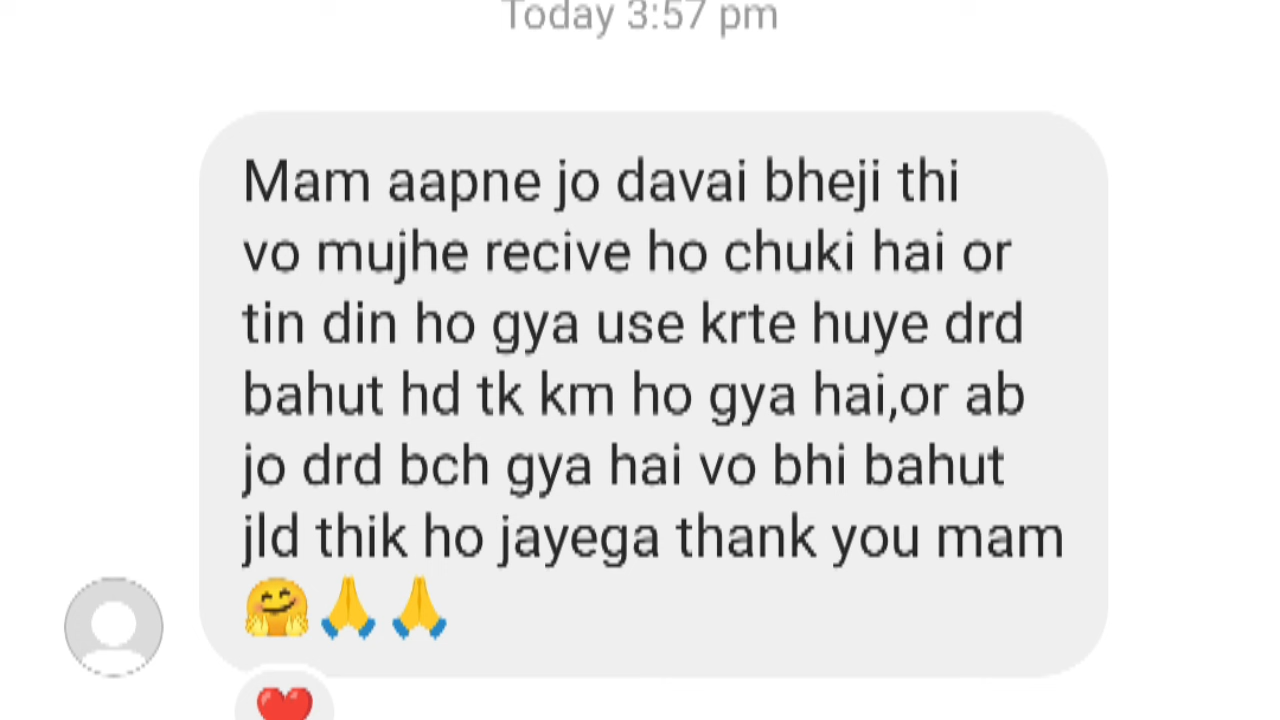 Today 3:57 pm
Mam aapne jo davai bheji thi
vo mujhe recive ho chuki hai or
tin din ho gya use krte huye drd
bahut hd tk km ho gya hai,or ab
jo drd bch gya hai vo bhi bahut
jld thik ho jayega thank you mam
🤗🙏🙏
❤️